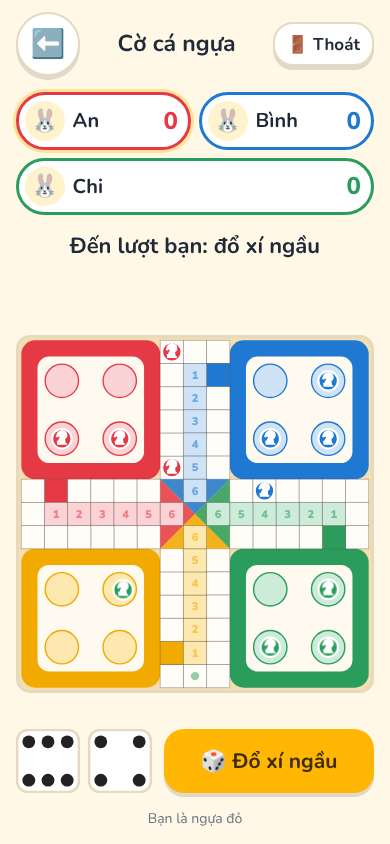 Cờ cá ngựa
Thoát
An 0
Bình 0
Chi 0
Đến lượt bạn: đổ xí ngầu
1
2
3
4
5
6
1 2 3 4 5 6 6 5 4 3 2 1
6
5
4
3
2
1
Đổ xí ngầu
Bạn là ngựa đỏ